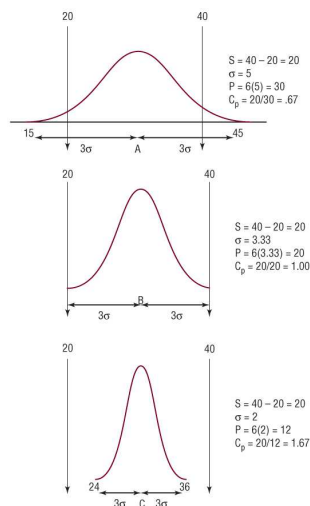 20 40
S = 40 – 20 = 20
σ = 5
P = 6(5) = 30
Cp = 20/30 = .67
15 45
3σ A 3σ
20 40
S = 40 – 20 = 20
σ = 3.33
P = 6(3.33) = 20
Cp = 20/20 = 1.00
B
3σ 3σ
20 40
S = 40 – 20 = 20
σ = 2
P = 6(2) = 12
Cp = 20/12 = 1.67
24 36
3σ C 3σ